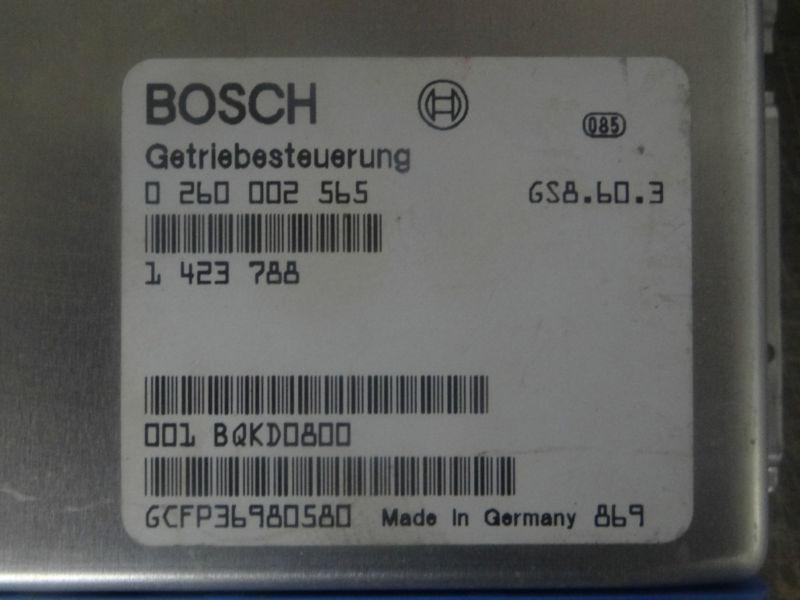 BOSCH
085
Getriebesteuerung
0 260 002 565 GS8.60.3
1 423 788
001 BQKD0800
GCFP36980580 Made in Germany 869